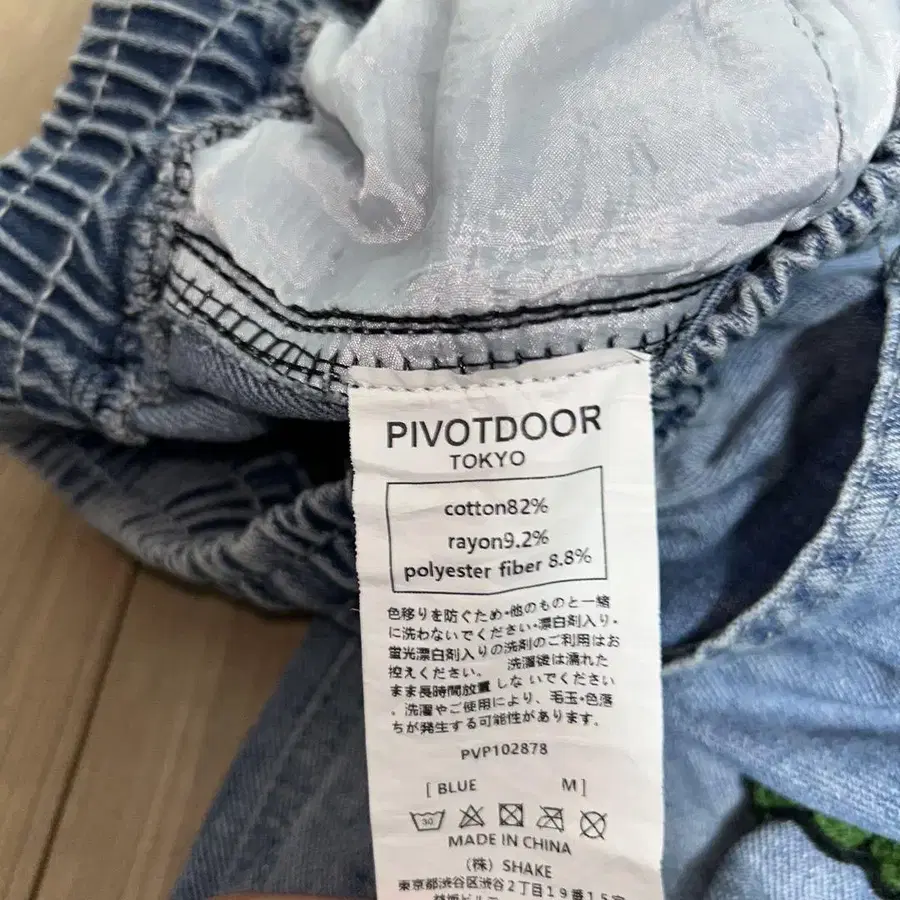 PIVOTDOOR
TOKYO
cotton82%
rayon9.2%
polyester fiber 8.8%
色移りを防ぐため・他のものと一緒
に洗わないでください・漂白剤入り・
蛍光漂白剤入りの洗剤のご利用はお
控えください。 洗濯後は濡れた
まま長時間放置 しな いでください
。洗濯やご使用により、毛玉・色落
ちが発生する可能性があります。
PVP102878
[ BLUE M ]
30
MADE IN CHINA
(株) SHAKE
東京都渋谷区渋谷2丁目19番15宮
益坂ビル